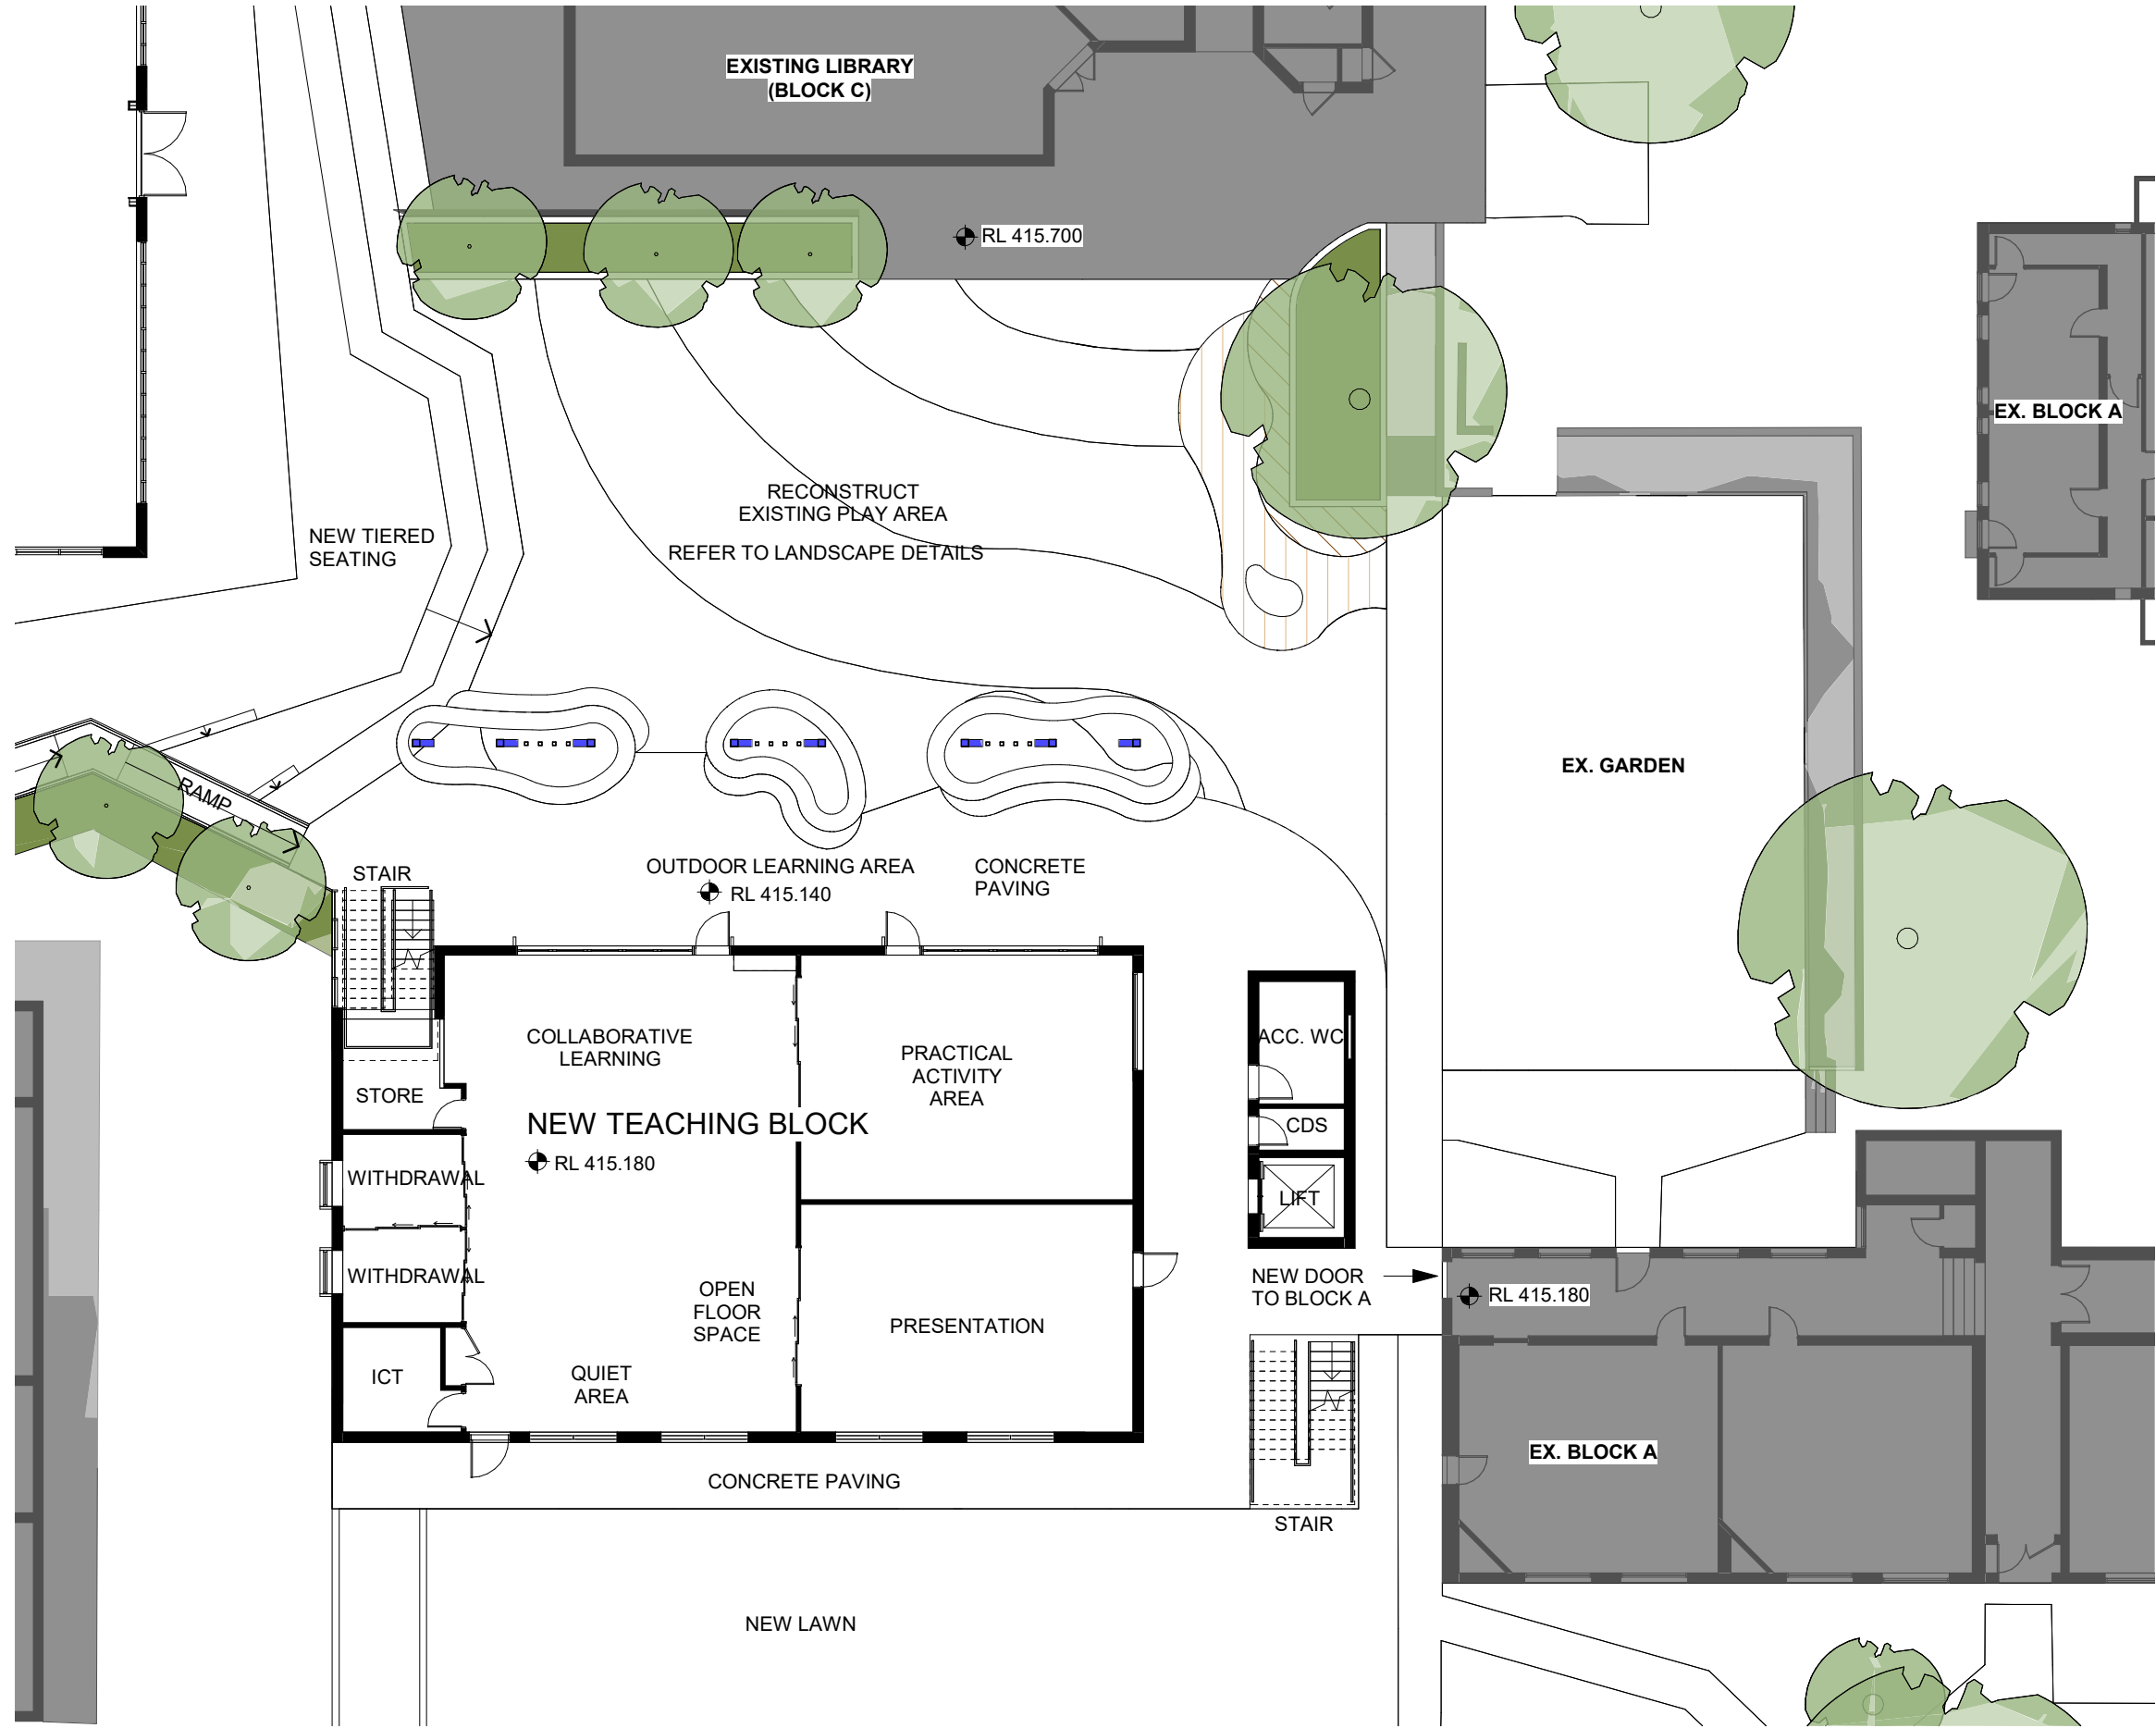 EXISTING LIBRARY
(BLOCK C)
RL 415.700
EX. BLOCK A
RECONSTRUCT
EXISTING PLAY AREA
REFER TO LANDSCAPE DETAILS
NEW TIERED
SEATING
EX. GARDEN
RAMP
STAIR
OUTDOOR LEARNING AREA
RL 415.140
CONCRETE
PAVING
COLLABORATIVE
LEARNING
PRACTICAL
ACTIVITY
AREA
ACC. WC
STORE
NEW TEACHING BLOCK
RL 415.180
CDS
WITHDRAWAL
LIFT
WITHDRAWAL
OPEN
FLOOR
SPACE
PRESENTATION
NEW DOOR
TO BLOCK A
RL 415.180
ICT
QUIET
AREA
EX. BLOCK A
CONCRETE PAVING
STAIR
NEW LAWN